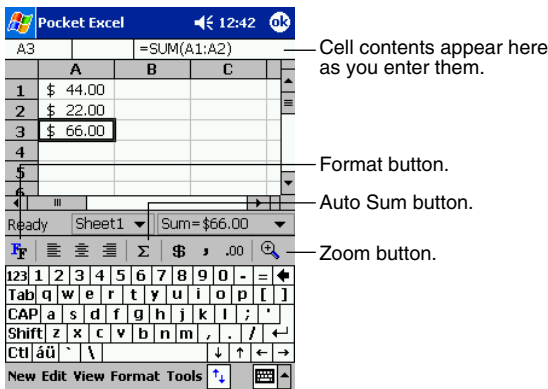 Pocket Excel 12:42 ok
A3 =SUM(A1:A2)
Cell contents appear here
as you enter them.
A B C
1 $ 44.00
2 $ 22.00
3 $ 66.00
4
5
6
Format button.
Auto Sum button.
Ready Sheet1 Sum=$66.00
FF Σ $ , .00
Zoom button.
123 1 2 3 4 5 6 7 8 9 0 - =
Tab q w e r t y u i o p [ ]
CAP a s d f g h j k l ; '
Shift z x c v b n m , . /
Ctl áü ` \ ↓ ↑ ← →
New Edit View Format Tools